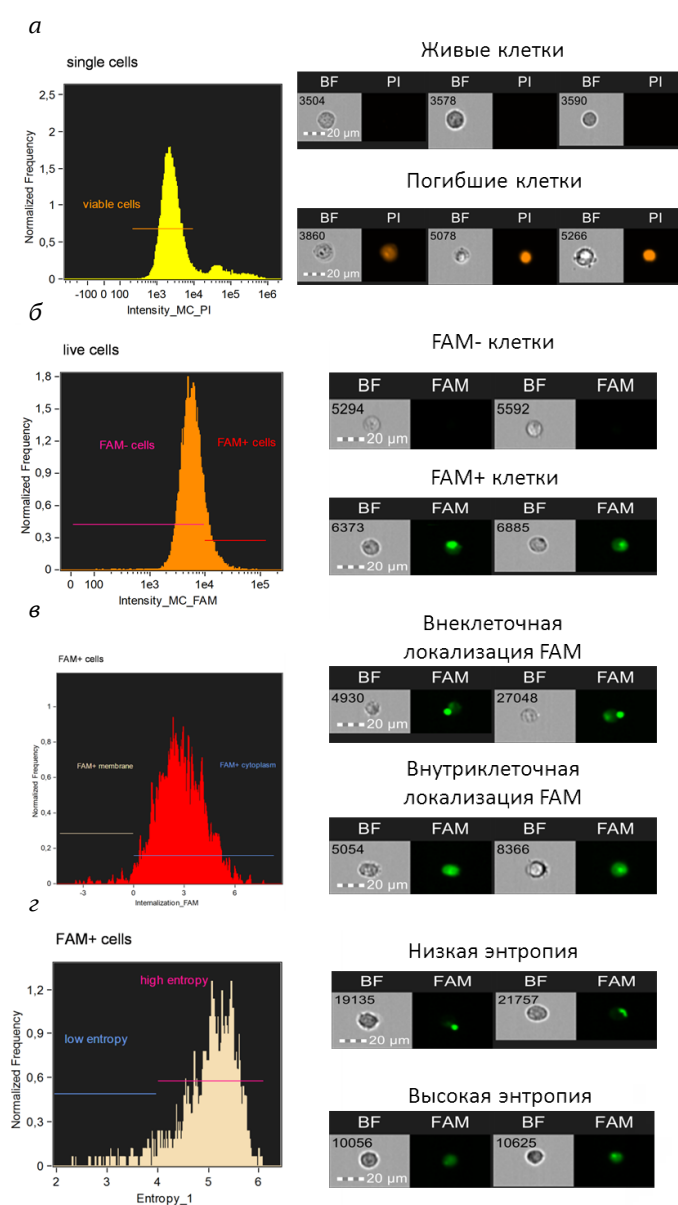 а
single cells
Normalized Frequency
2,5
2
1,5
1
0,5
0
viable cells
-100 0 100 1e3 1e4 1e5 1e6
Intensity_MC_PI
Живые клетки
BF PI BF PI BF PI
3504 3578 3590
20 µm
Погибшие клетки
BF PI BF PI BF PI
3860 5078 5266
20 µm
б
live cells
Normalized Frequency
1,8
1,5
1,2
0,9
0,6
0,3
0
FAM- cells FAM+ cells
0 100 1e3 1e4 1e5
Intensity_MC_FAM
FAM- клетки
BF FAM BF FAM
5294 5592
20 µm
FAM+ клетки
BF FAM BF FAM
6373 6885
20 µm
в
FAM+ cells
Normalized Frequency
1
0,8
0,6
0,4
0,2
0
FAM+ membrane FAM+ cytoplasm
-3 0 3 6
Internalization_FAM
Внеклеточная
локализация FAM
BF FAM BF FAM
4930 27048
20 µm
Внутриклеточная
локализация FAM
BF FAM BF FAM
5054 8366
20 µm
г
FAM+ cells
Normalized Frequency
1,2
0,9
0,6
0,3
0
high entropy
low entropy
2 3 4 5 6
Entropy_1
Низкая энтропия
BF FAM BF FAM
19135 21757
20 µm
Высокая энтропия
BF FAM BF FAM
10056 10625
20 µm